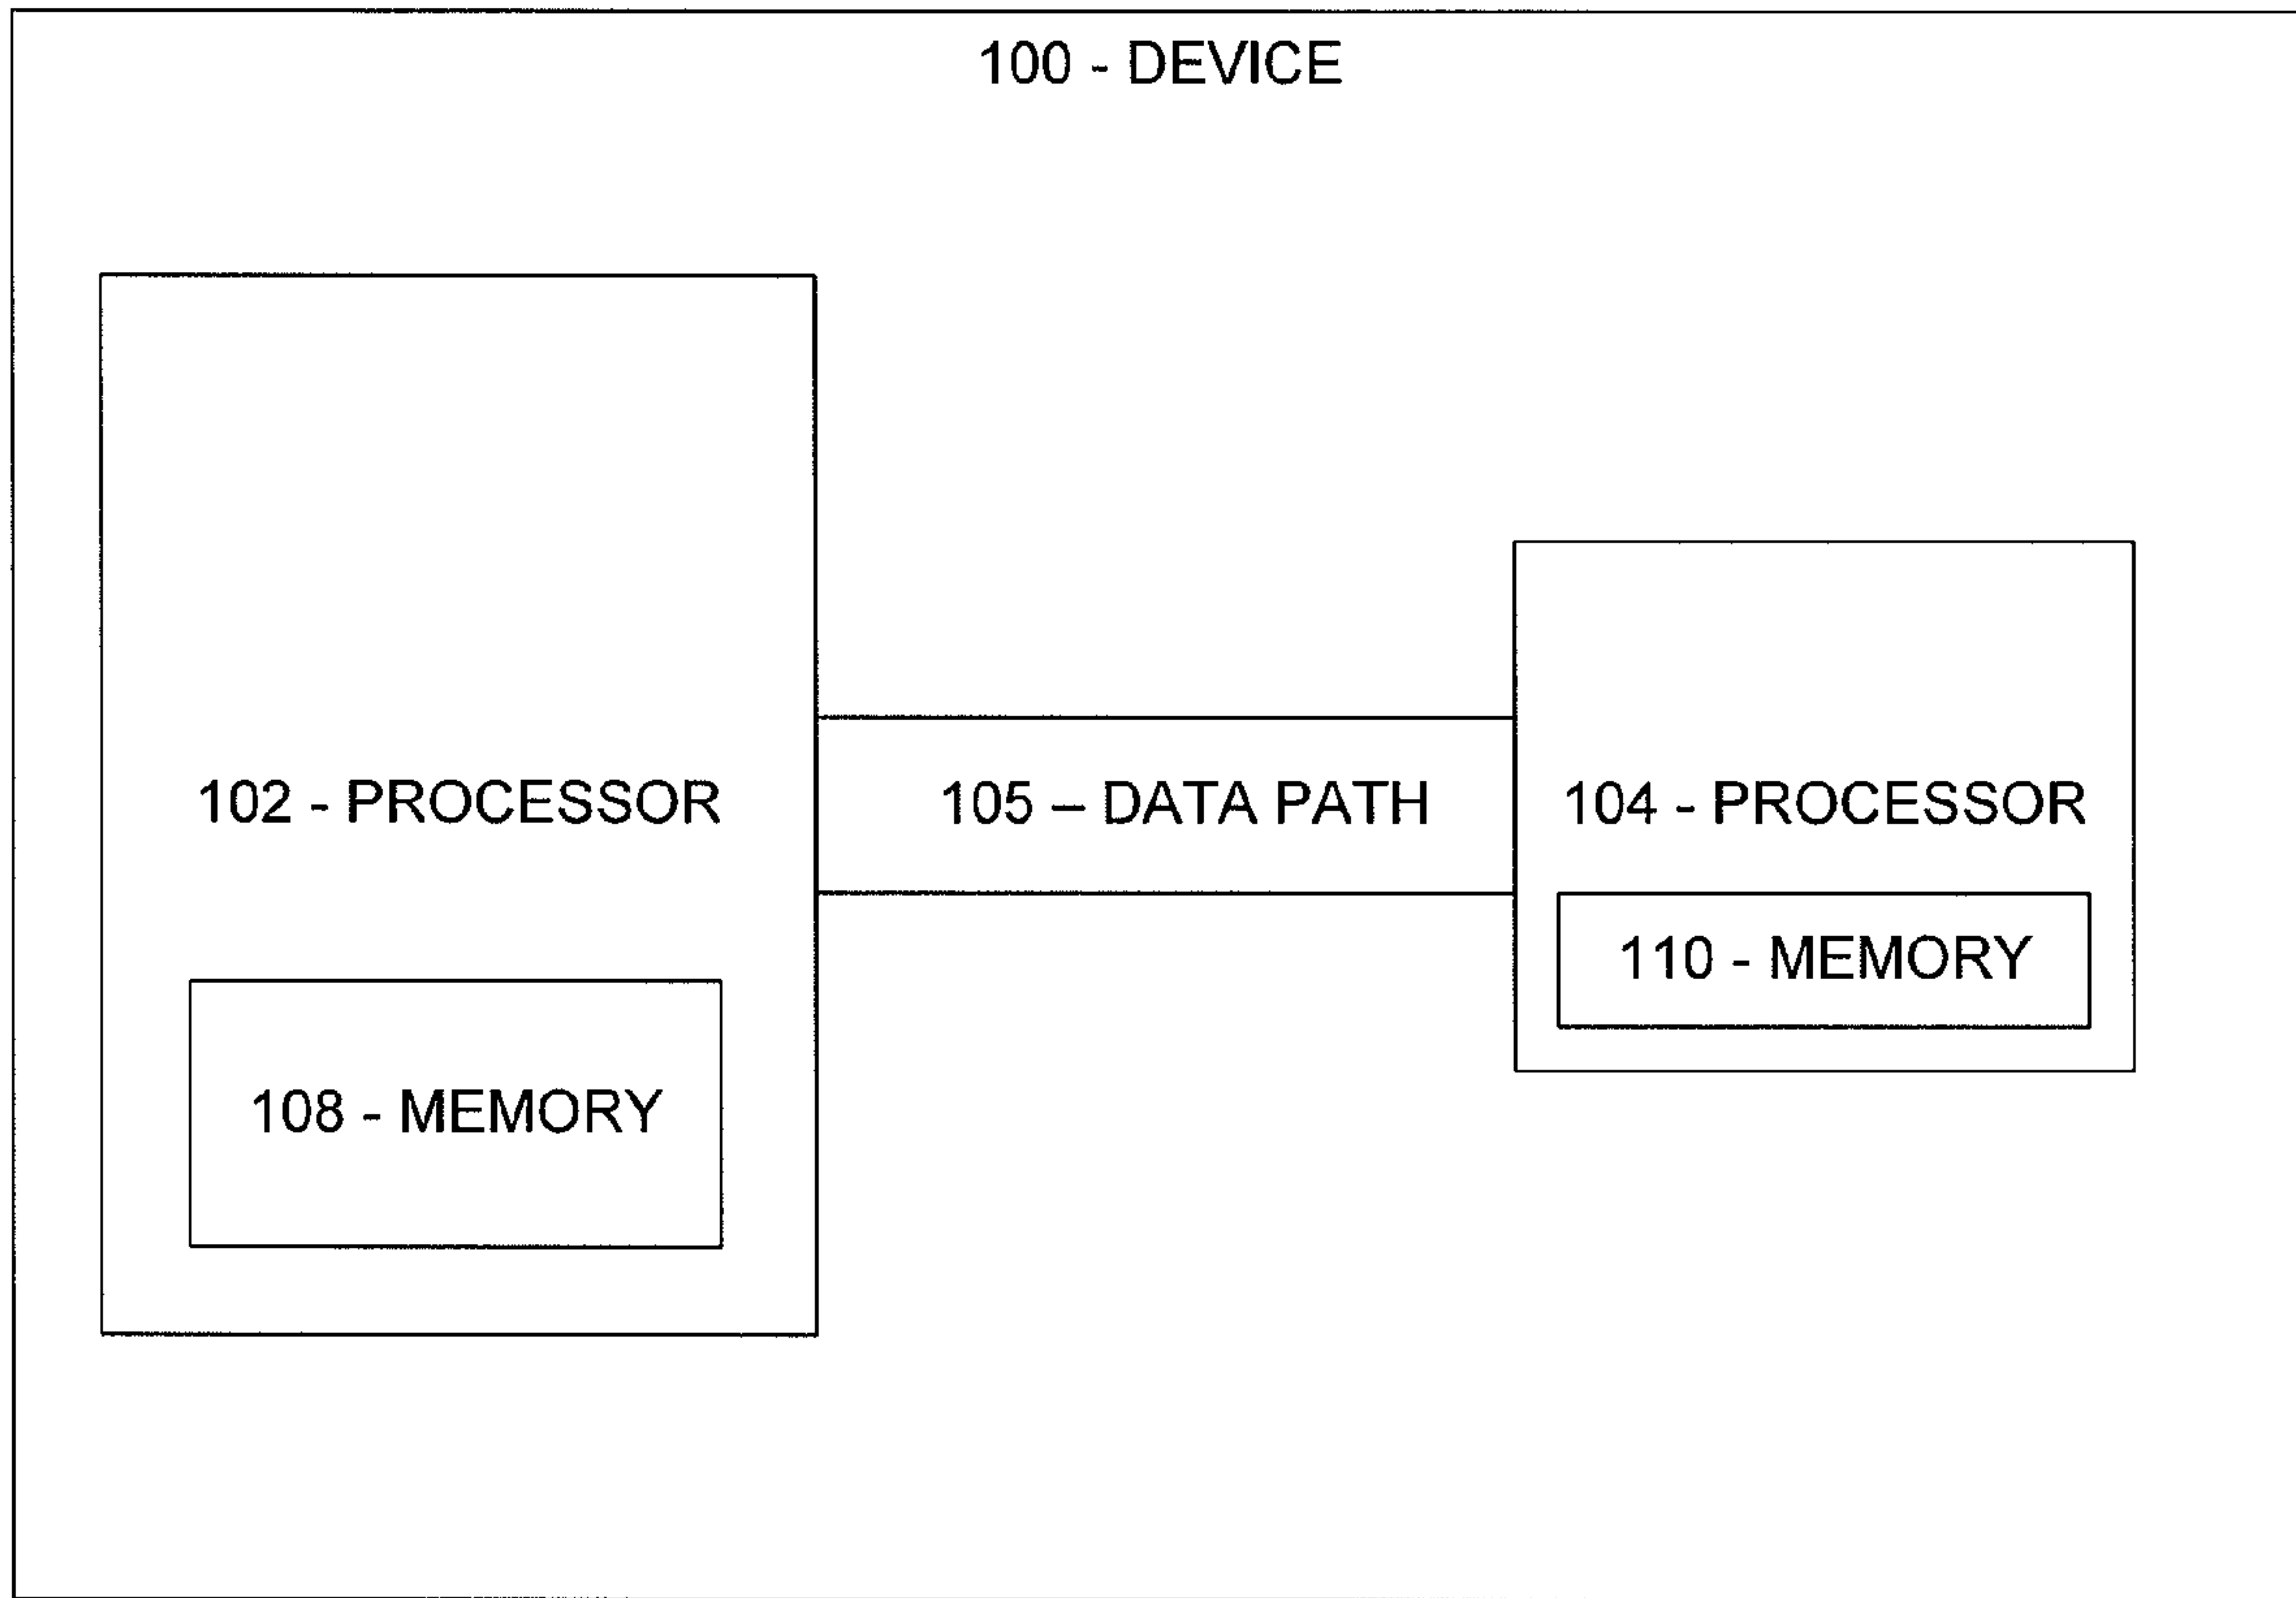 100 - DEVICE
102 - PROCESSOR
105 – DATA PATH
104 - PROCESSOR
110 - MEMORY
108 - MEMORY